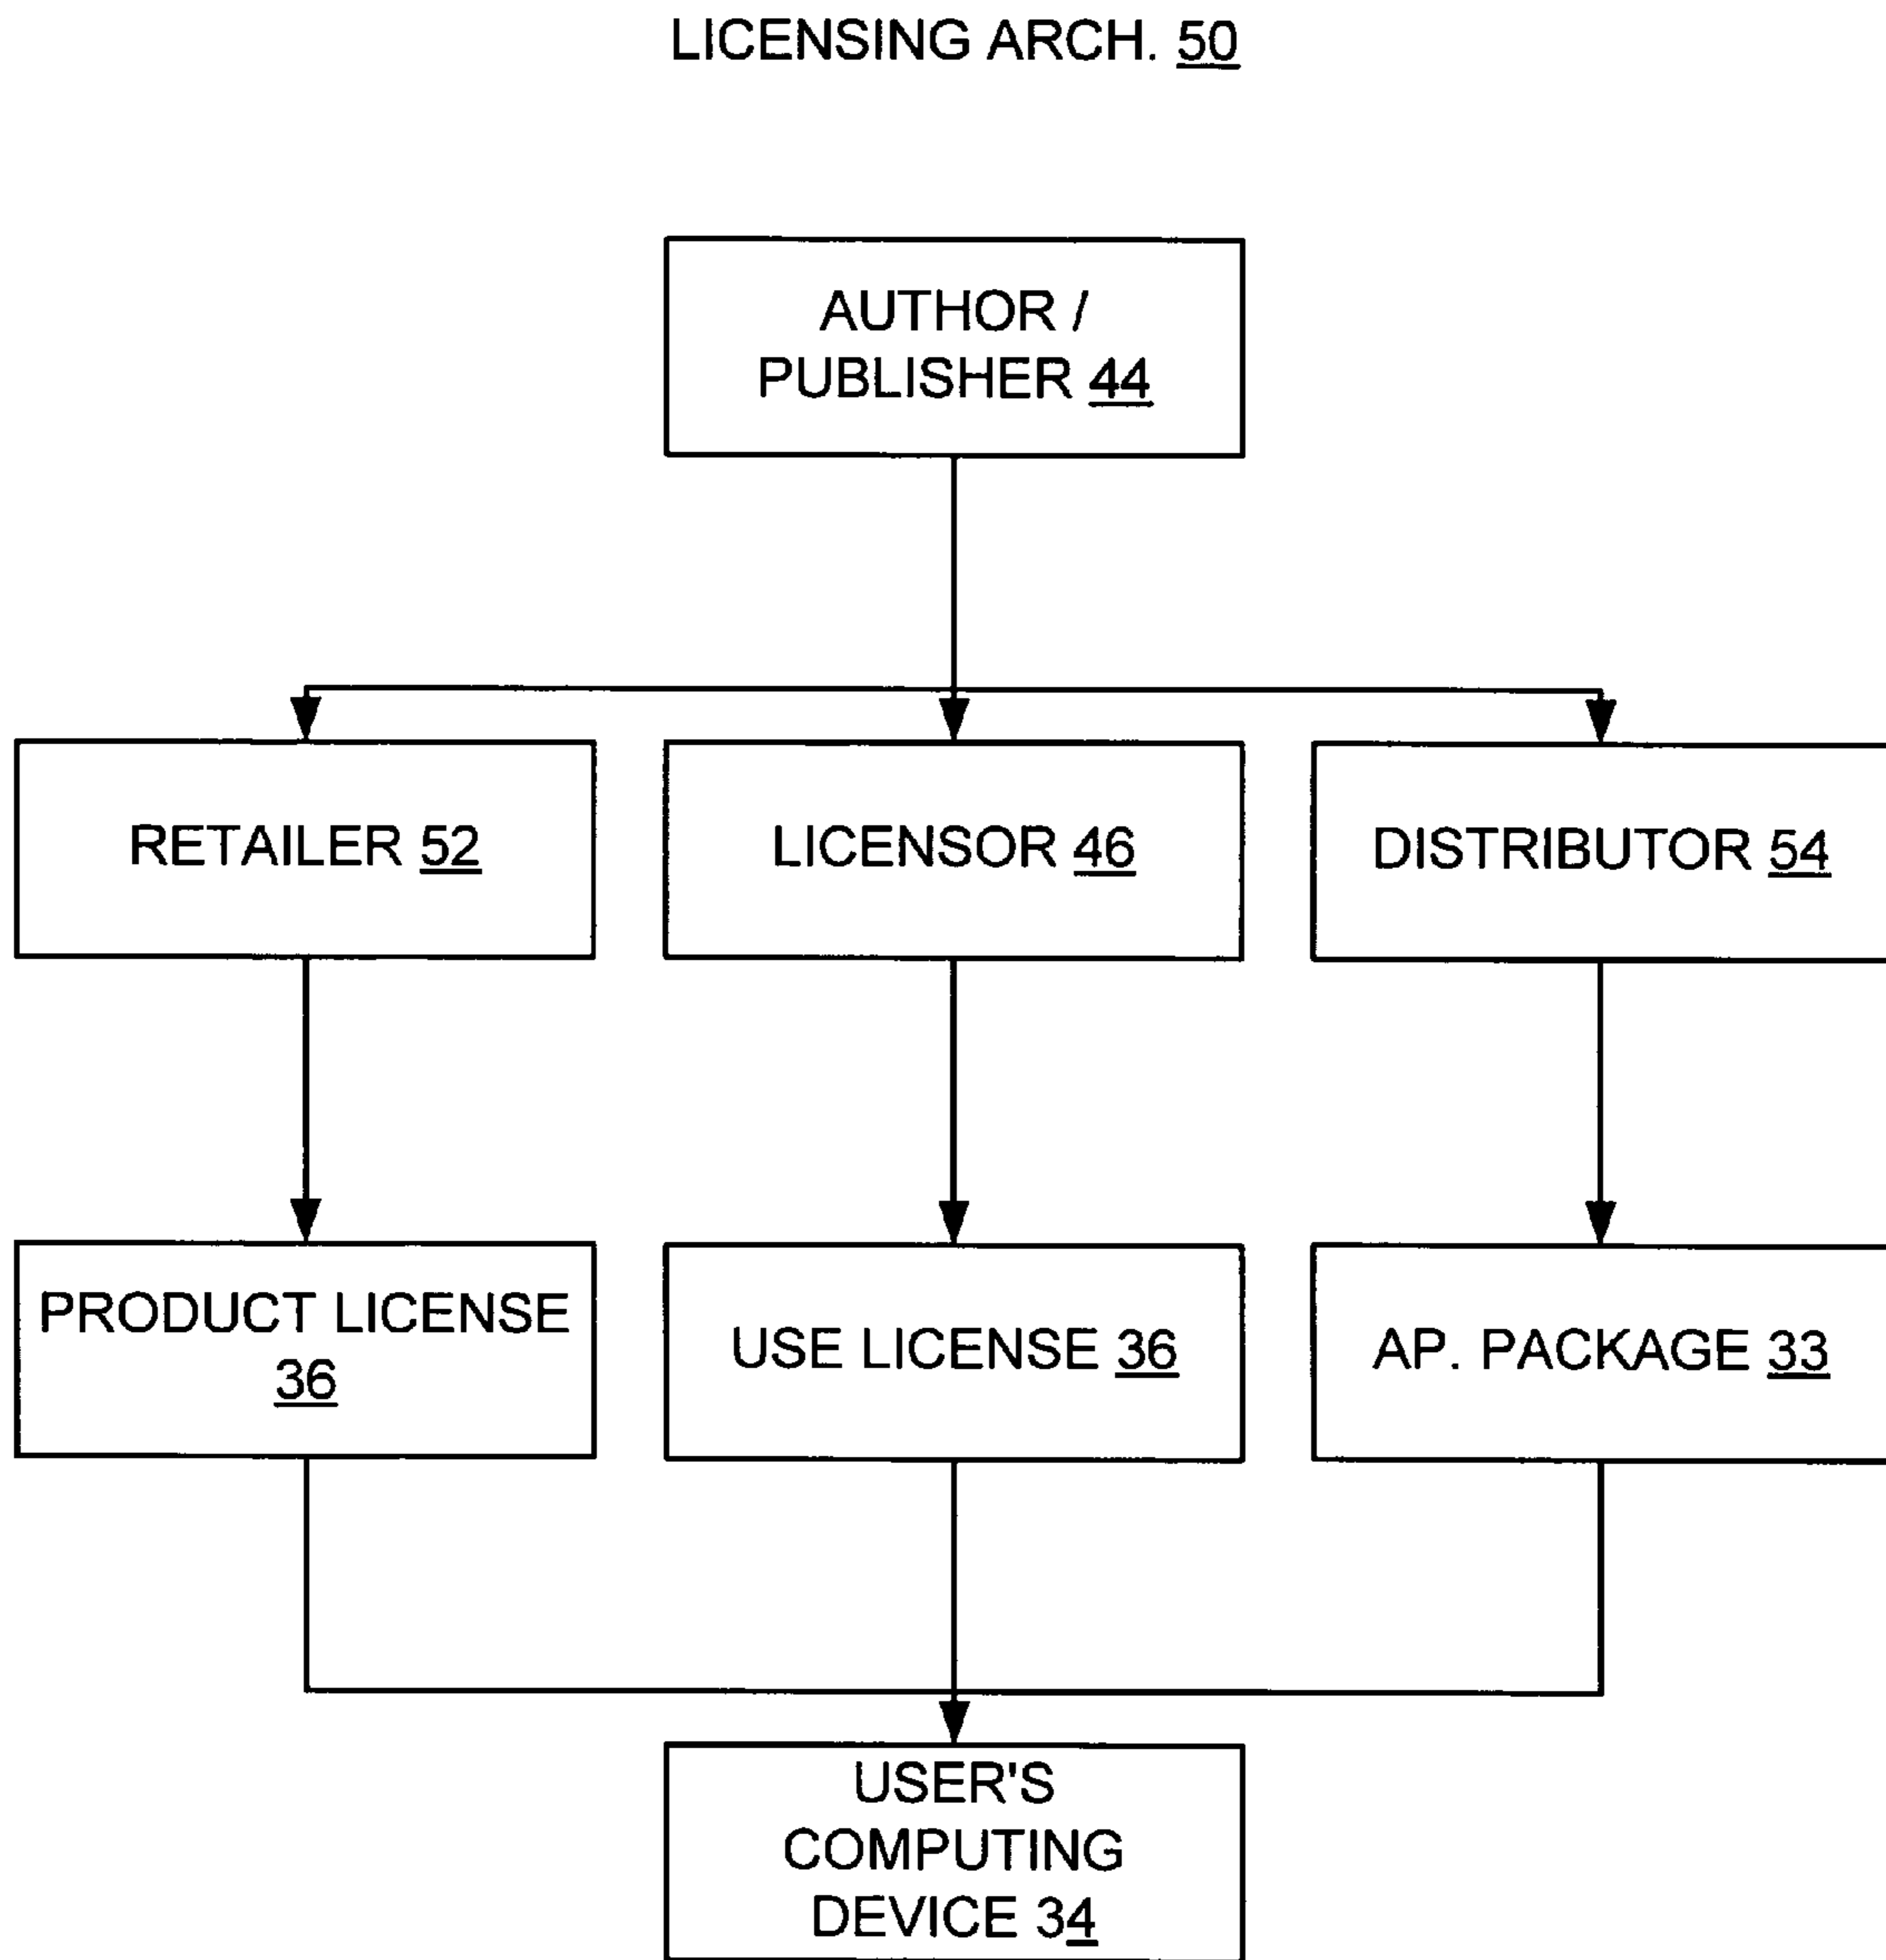 LICENSING ARCH. 50
AUTHOR /
PUBLISHER 44
RETAILER 52
LICENSOR 46
DISTRIBUTOR 54
PRODUCT LICENSE
36
USE LICENSE 36
AP. PACKAGE 33
USER'S
COMPUTING
DEVICE 34